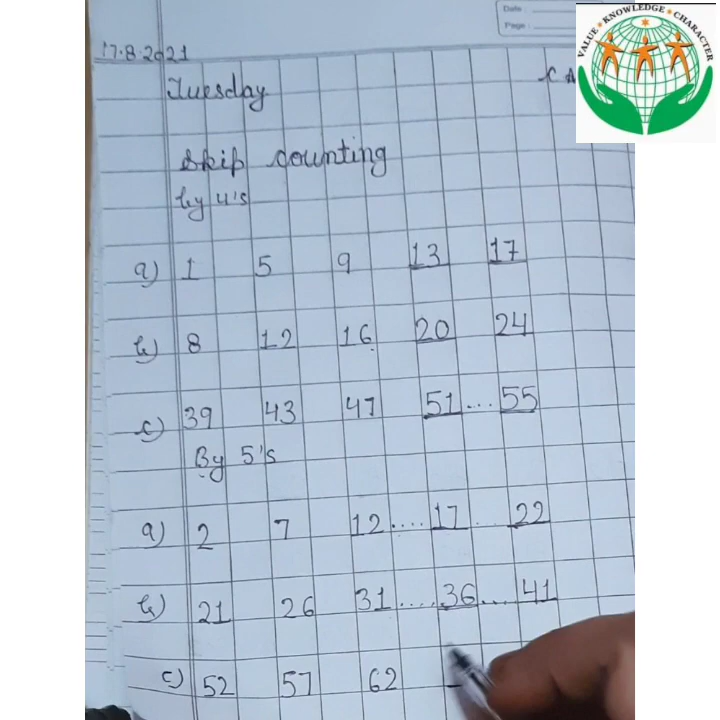 Date
Page
VALUE ★ KNOWLEDGE ★ CHARACTER
17.8.2021
Tuesday
Skip counting
by 4's
a) 1 5 9 13 17
b) 8 12 16 20 24
c) 39 43 47 51...55
By 5's
a) 2 7 12....17..22
b) 21 26 31....36...41
c) 52 57 62